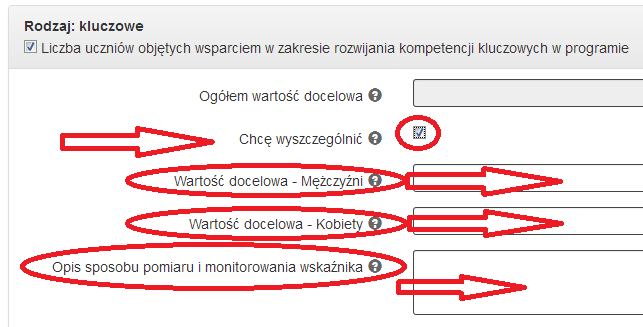 Rodzaj: kluczowe
Liczba uczniów objętych wsparciem w zakresie rozwijania kompetencji kluczowych w programie
Ogółem wartość docelowa
Chcę wyszczególnić
Wartość docelowa - Mężczyźni
Wartość docelowa - Kobiety
Opis sposobu pomiaru i monitorowania wskaźnika